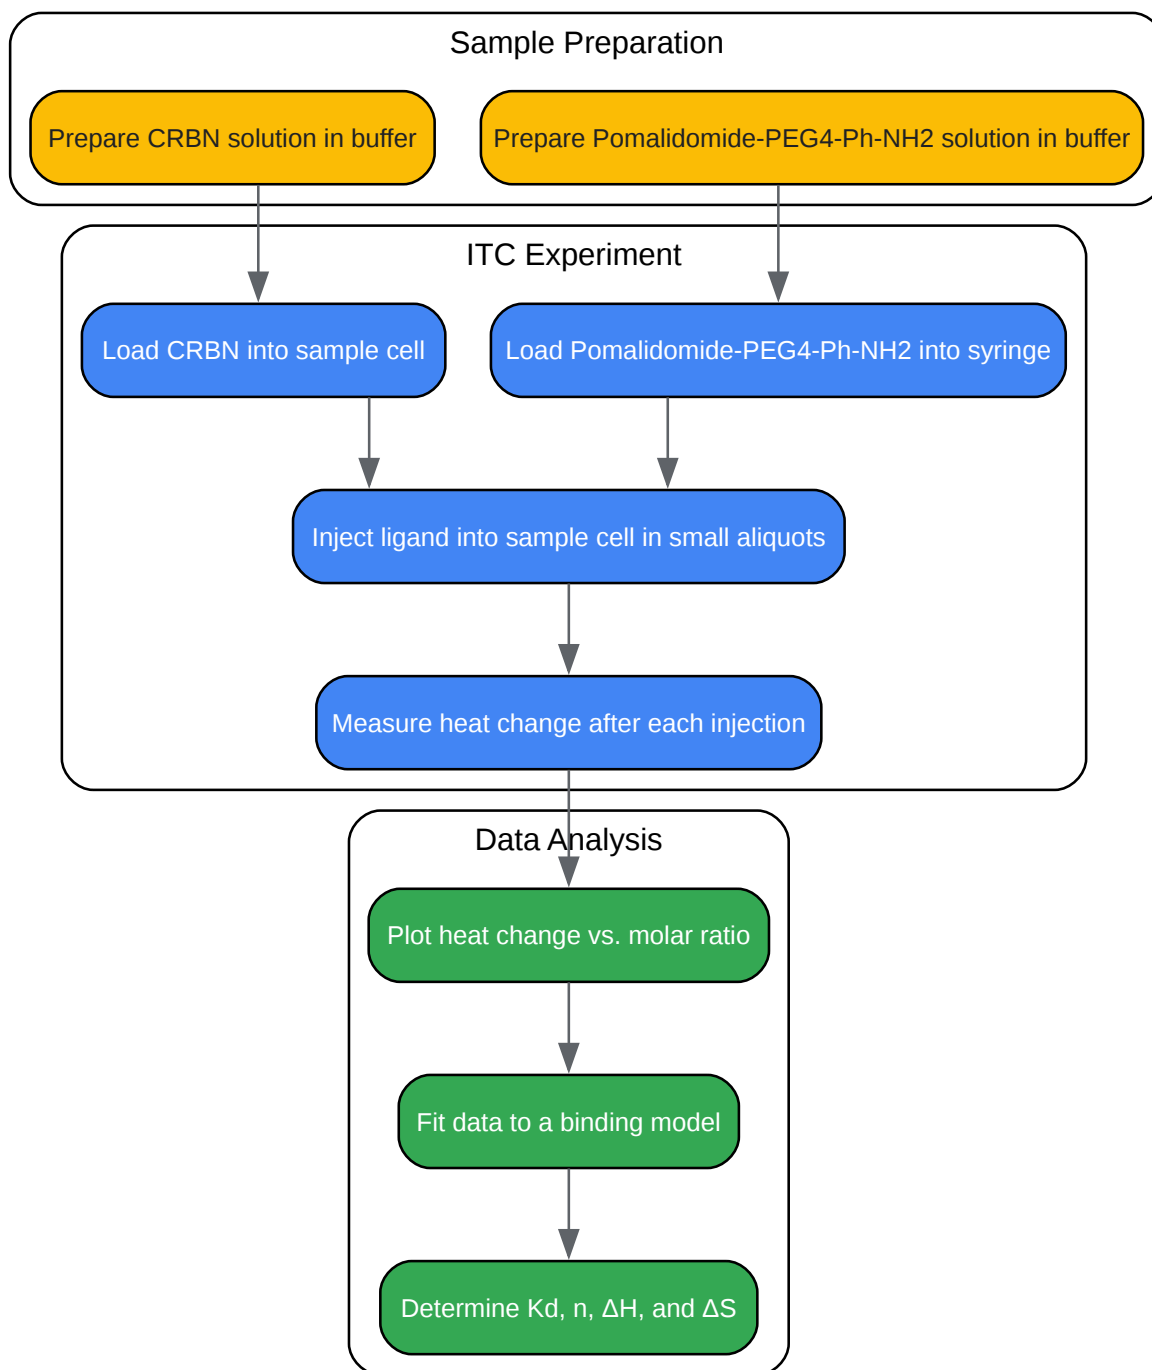 Sample Preparation
Prepare CRBN solution in buffer
Prepare Pomalidomide-PEG4-Ph-NH2 solution in buffer
ITC Experiment
Load CRBN into sample cell
Load Pomalidomide-PEG4-Ph-NH2 into syringe
Inject ligand into sample cell in small aliquots
Measure heat change after each injection
Data Analysis
Plot heat change vs. molar ratio
Fit data to a binding model
Determine Kd, n, ΔH, and ΔS